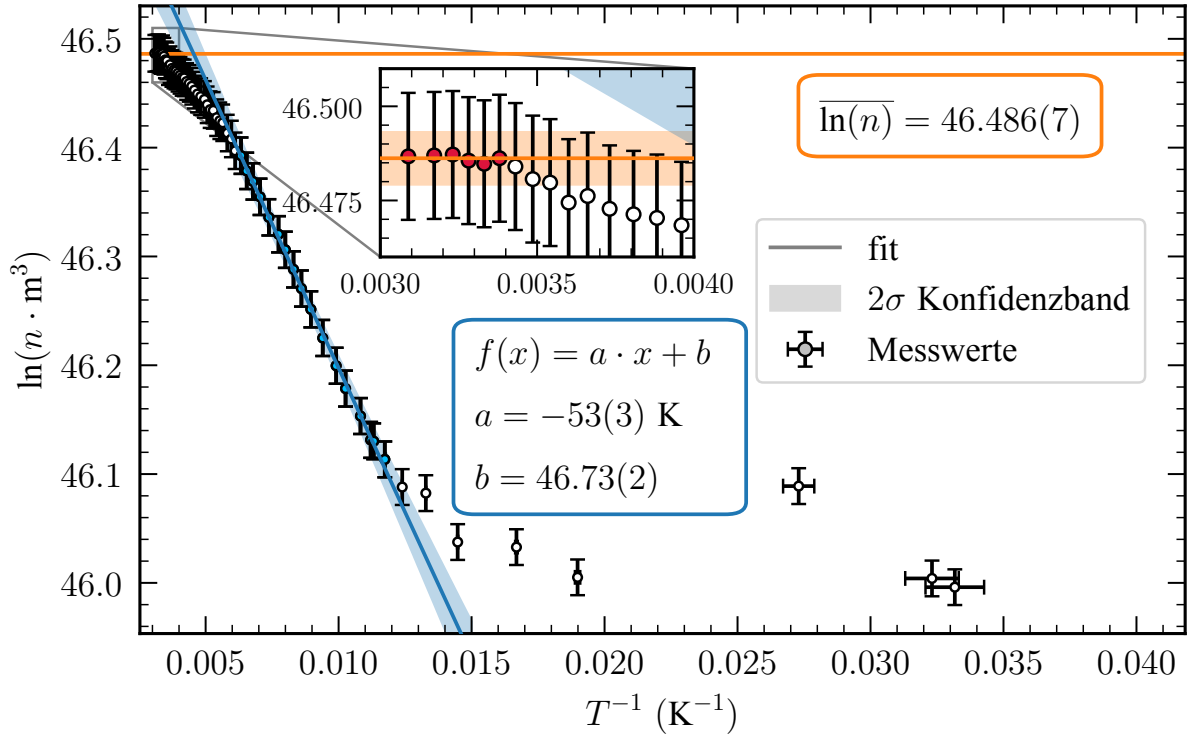 46.5
46.4
46.3
46.2
46.1
46.0
ln(n · m³)
0.005
0.010
0.015
0.020
0.025
0.030
0.035
0.040
T⁻¹ (K⁻¹)
46.500
46.475
0.0030
0.0035
0.0040
\overline{ln(n)} = 46.486(7)
fit
2σ Konfidenzband
Messwerte
f(x) = a · x + b
a = −53(3) K
b = 46.73(2)